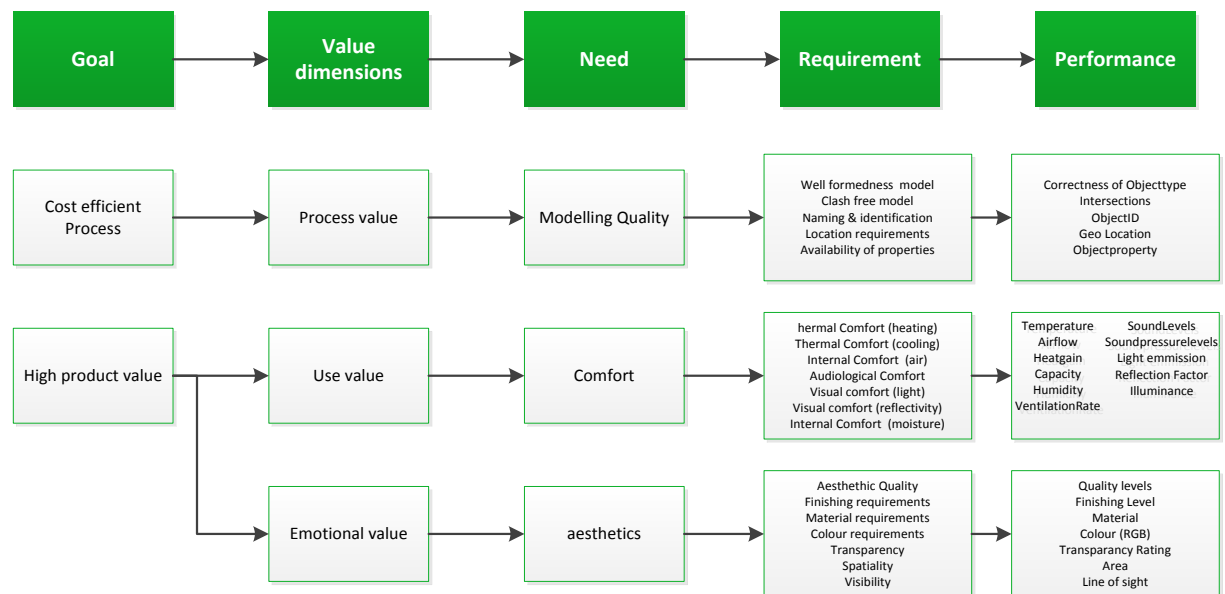 Goal
Value
dimensions
Need
Requirement
Performance
Cost efficient
Process
Process value
Modelling Quality
Well formedness model
Clash free model
Naming & identification
Location requirements
Availability of properties
Correctness of Objecttype
Intersections
ObjectID
Geo Location
Objectproperty
High product value
Use value
Comfort
hermal Comfort (heating)
Thermal Comfort (cooling)
Internal Comfort (air)
Audiological Comfort
Visual comfort (light)
Visual comfort (reflectivity)
Internal Comfort (moisture)
Temperature
Airflow
Heatgain
Capacity
Humidity
VentilationRate
SoundLevels
Soundpressurelevels
Light emmission
Reflection Factor
Illuminance
Emotional value
aesthetics
Aesthethic Quality
Finishing requirements
Material requirements
Colour requirements
Transparency
Spatiality
Visibility
Quality levels
Finishing Level
Material
Colour (RGB)
Transparancy Rating
Area
Line of sight